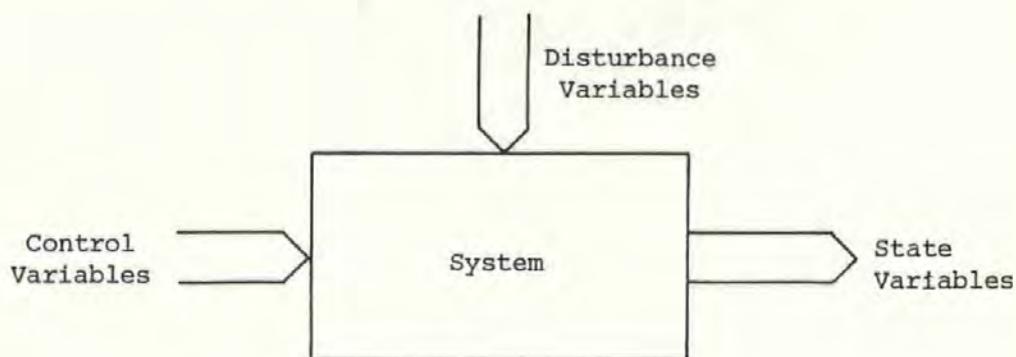 Disturbance
Variables
Control
Variables
System
State
Variables